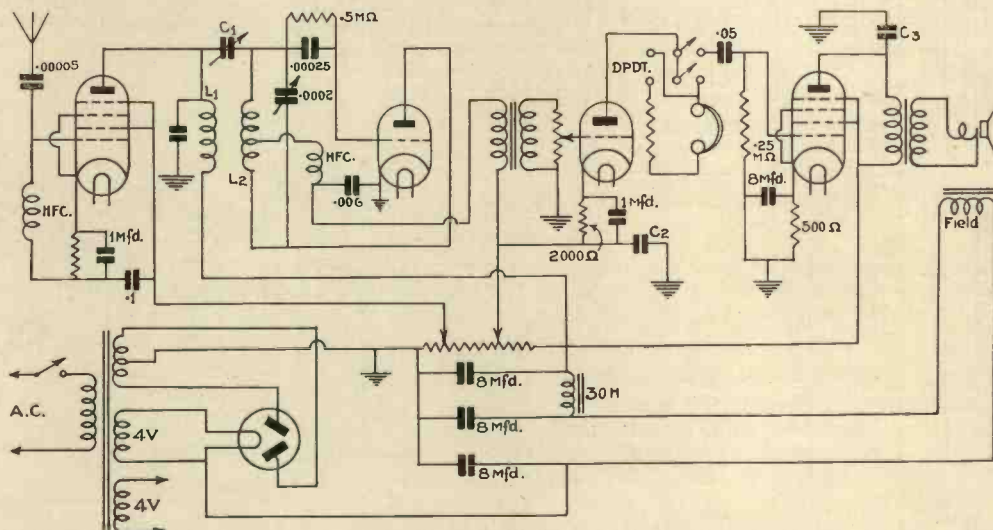 .00005
HFC.
1Mfd.
.1
C1
L1
L2
.5MΩ
.00025
.0002
HFC.
.006
2000Ω
1Mfd.
C2
DPDT.
.05
.25
MΩ
8Mfd.
500Ω
C3
Field
A.C.
4V
4V
8Mfd.
8Mfd.
8Mfd.
30H